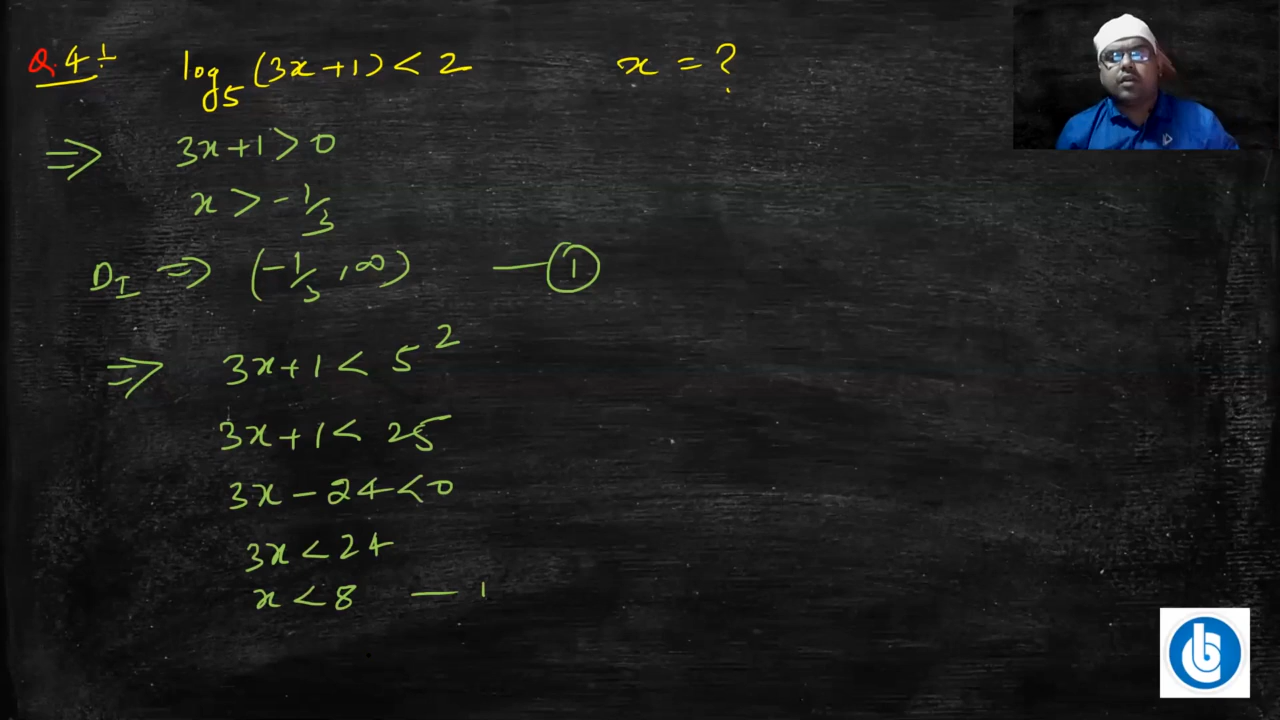 Q.4:- log₅(3x+1) < 2 x = ?
⇒ 3x+1 > 0
x > -1/3
D_I ⇒ (-1/3, ∞) — ①
⇒ 3x+1 < 5²
3x+1 < 25
3x - 24 < 0
3x < 24
x < 8 — 1